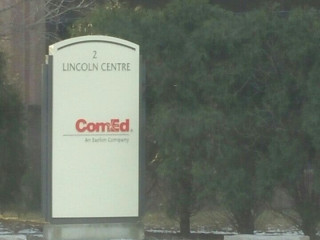 2
LINCOLN CENTRE
ComEd
An Exelon Company